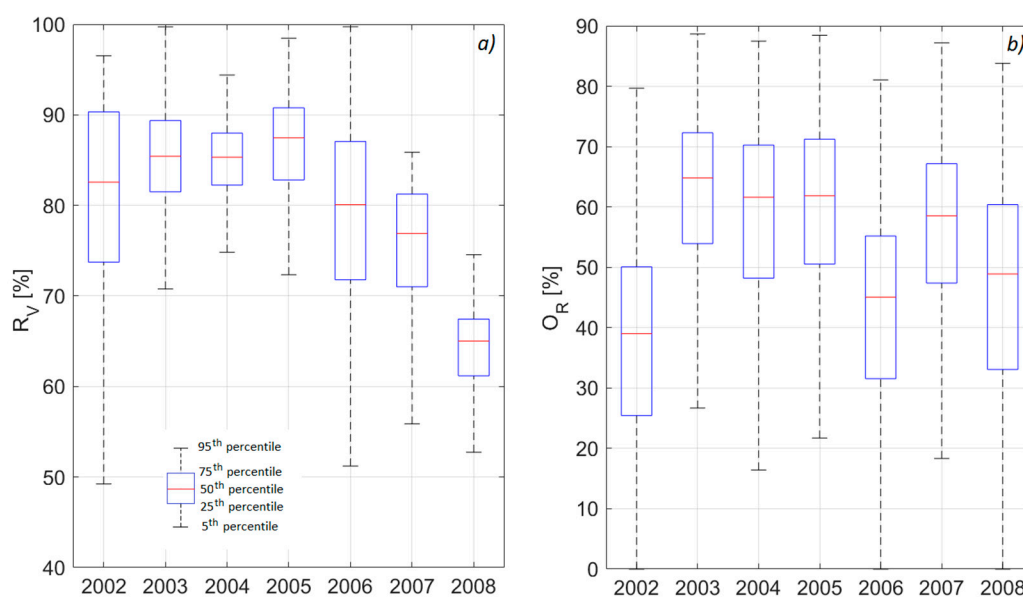 a)
100
90
80
70
60
50
40
R_V [%]
95th percentile
75th percentile
50th percentile
25th percentile
5th percentile
2002 2003 2004 2005 2006 2007 2008
b)
90
80
70
60
50
40
30
20
10
0
O_R [%]
2002 2003 2004 2005 2006 2007 2008